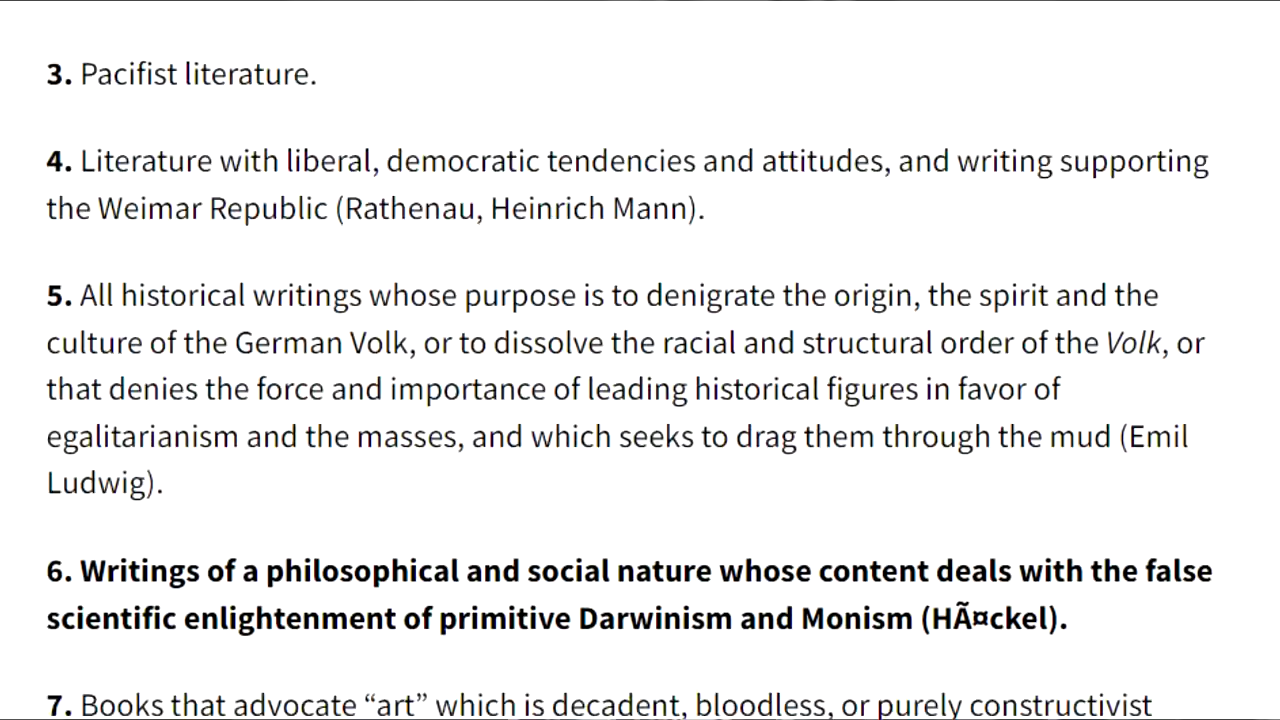 3. Pacifist literature.
4. Literature with liberal, democratic tendencies and attitudes, and writing supporting
the Weimar Republic (Rathenau, Heinrich Mann).
5. All historical writings whose purpose is to denigrate the origin, the spirit and the
culture of the German Volk, or to dissolve the racial and structural order of the Volk, or
that denies the force and importance of leading historical figures in favor of
egalitarianism and the masses, and which seeks to drag them through the mud (Emil
Ludwig).
6. Writings of a philosophical and social nature whose content deals with the false
scientific enlightenment of primitive Darwinism and Monism (HÃ¤ckel).
7. Books that advocate “art” which is decadent, bloodless, or purely constructivist